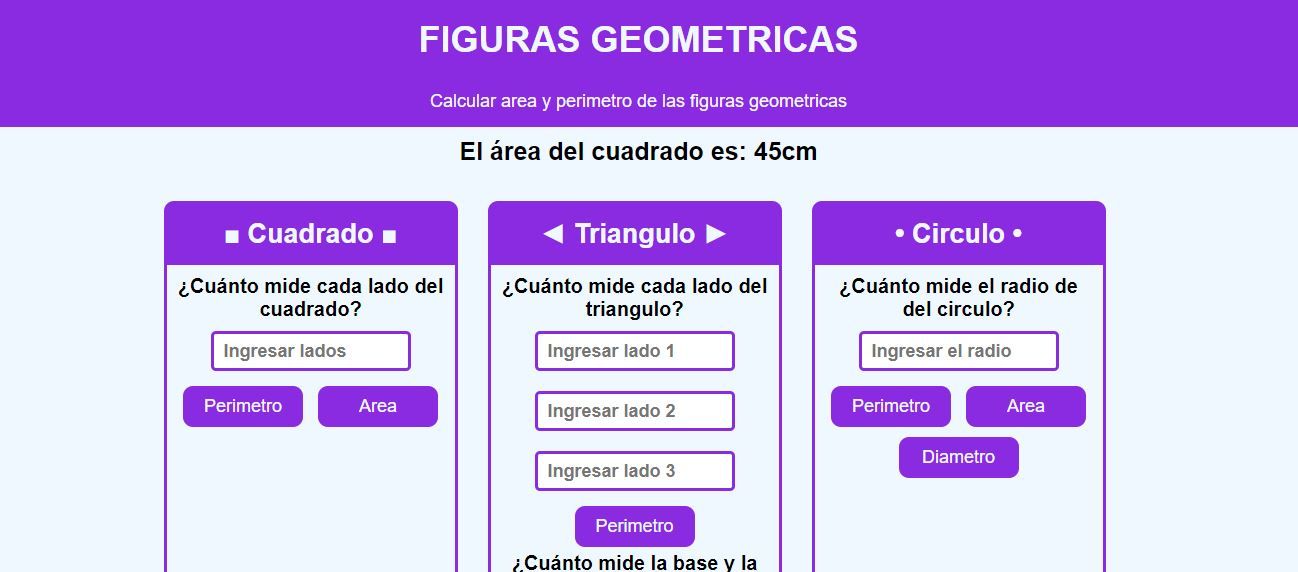 FIGURAS GEOMETRICAS
Calcular area y perimetro de las figuras geometricas
El área del cuadrado es: 45cm
■ Cuadrado ■
¿Cuánto mide cada lado del
cuadrado?
Ingresar lados
Perimetro Area
◄ Triangulo ►
¿Cuánto mide cada lado del
triangulo?
Ingresar lado 1
Ingresar lado 2
Ingresar lado 3
Perimetro
¿Cuánto mide la base y la
• Circulo •
¿Cuánto mide el radio de
del circulo?
Ingresar el radio
Perimetro Area
Diametro